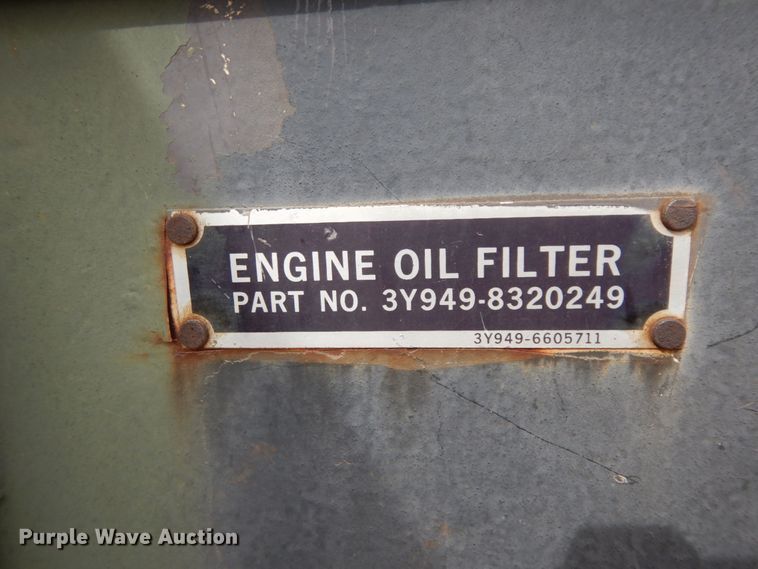 ENGINE OIL FILTER
PART NO. 3Y949-8320249
3Y949-6605711
Purple Wave Auction